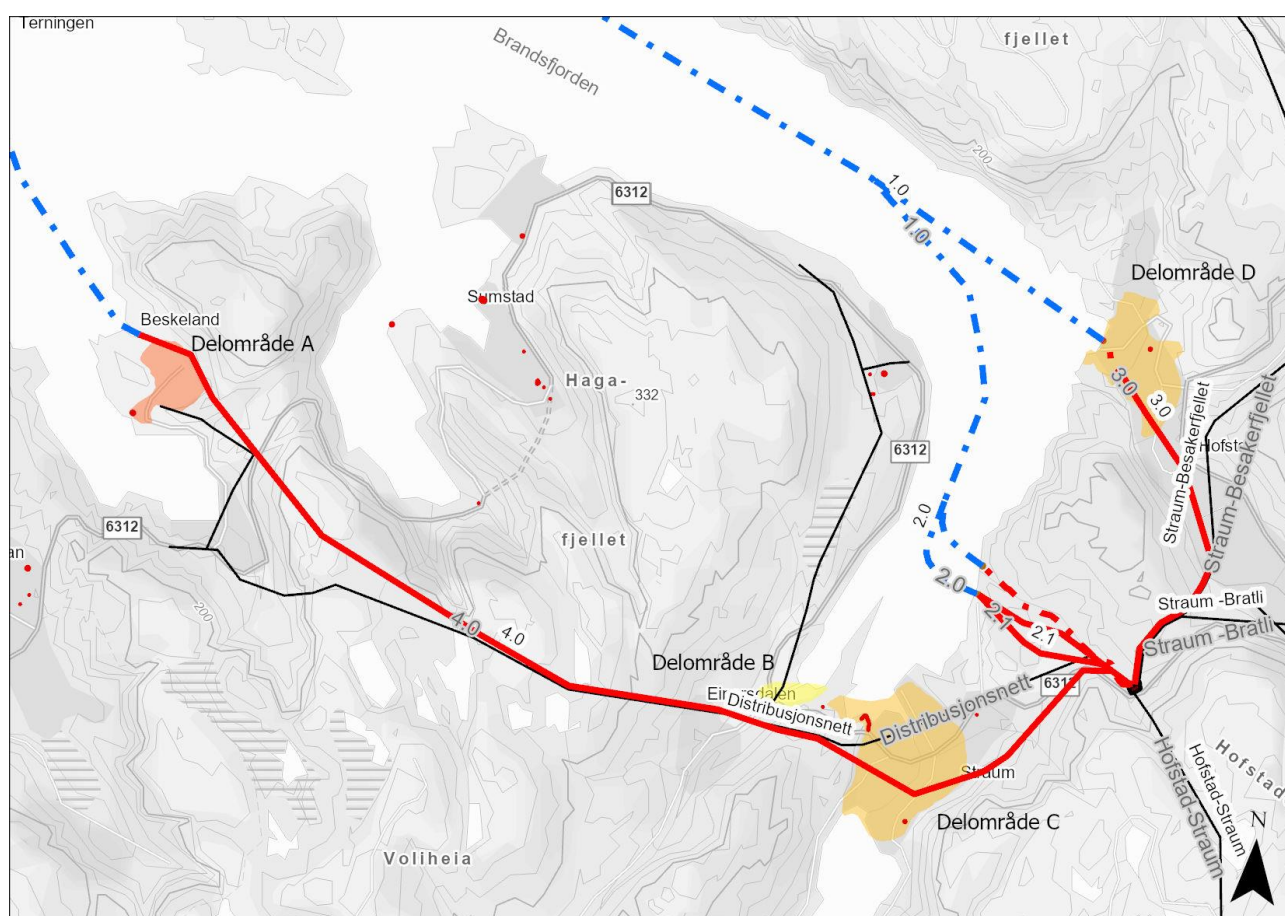 Terningen
Brandsfjorden
fjellet
200
1.0
1.0
6312
Delområde D
Beskeland
Delområde A
Sumstad
Haga-
332
3.0
3.0
Hofsta
Straum-Besakerfjellet
Straum-Besakerfjellet
6312
6312
an
fjellet
2.0
2.0
2.1
2.1
200
4.0
4.0
Straum -Bratli
Straum -Bratli
Delområde B
6312
Distribusjonsnett
Distribusjonsnett
Straum
Hofstad-Straum
Hofstad-Straum
Hofstad
Delområde C
N
Voliheia